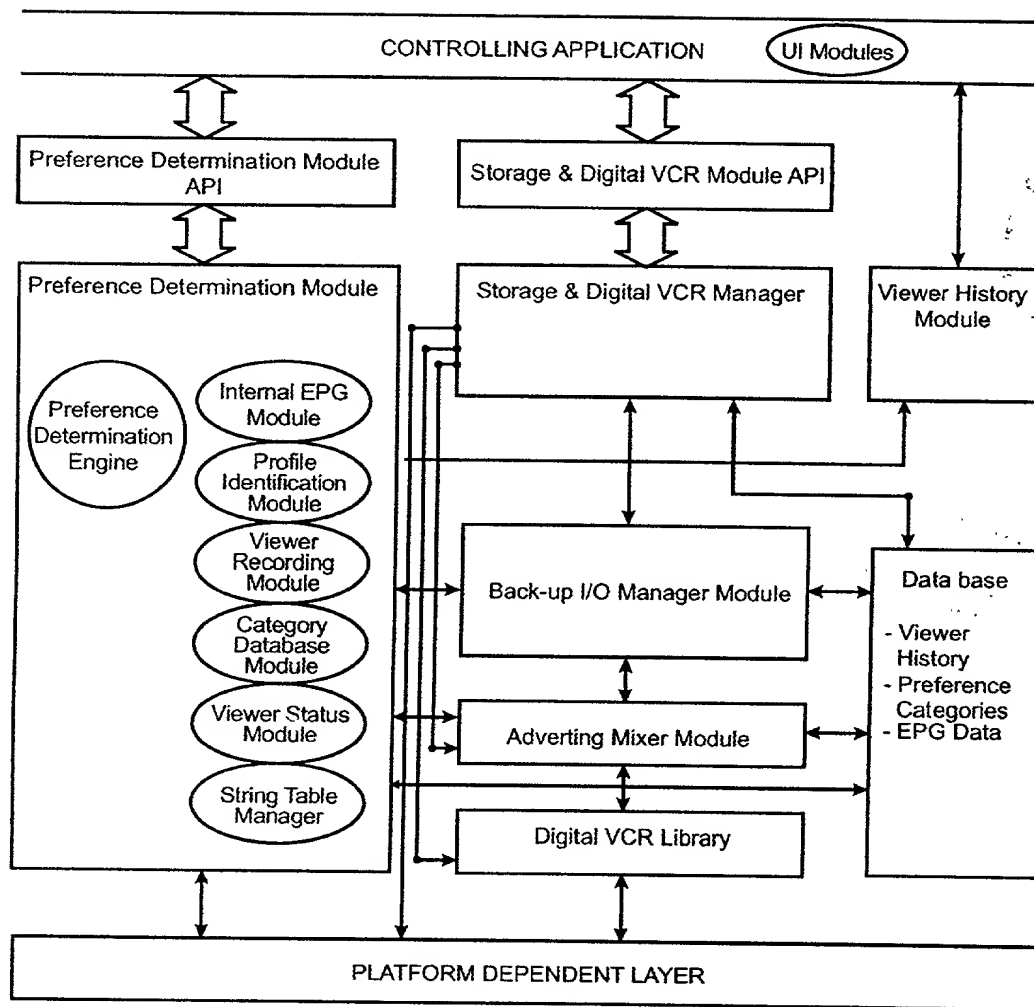 CONTROLLING APPLICATION
UI Modules
Preference Determination Module
API
Storage & Digital VCR Module API
Preference Determination Module
Storage & Digital VCR Manager
Viewer History
Module
Preference
Determination
Engine
Internal EPG
Module
Profile
Identification
Module
Viewer
Recording
Module
Category
Database
Module
Viewer Status
Module
String Table
Manager
Back-up I/O Manager Module
Adverting Mixer Module
Digital VCR Library
Data base
- Viewer
History
- Preference
Categories
- EPG Data
PLATFORM DEPENDENT LAYER